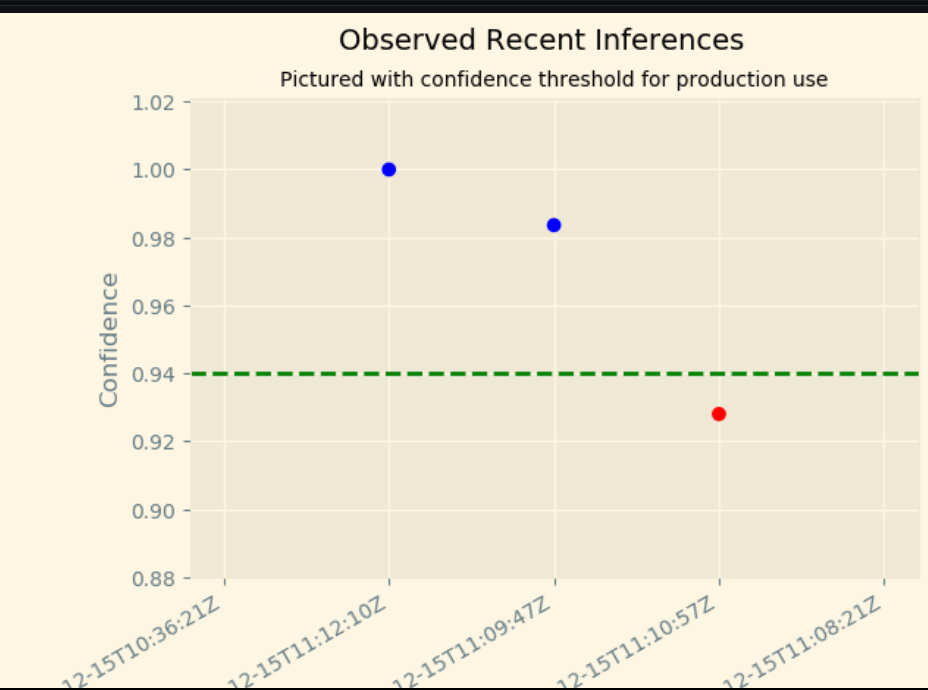 Observed Recent Inferences
Pictured with confidence threshold for production use
1.02
1.00
0.98
0.96
0.94
0.92
0.90
0.88
Confidence
12-15T10:36:21Z
12-15T11:12:10Z
12-15T11:09:47Z
12-15T11:10:57Z
12-15T11:08:21Z